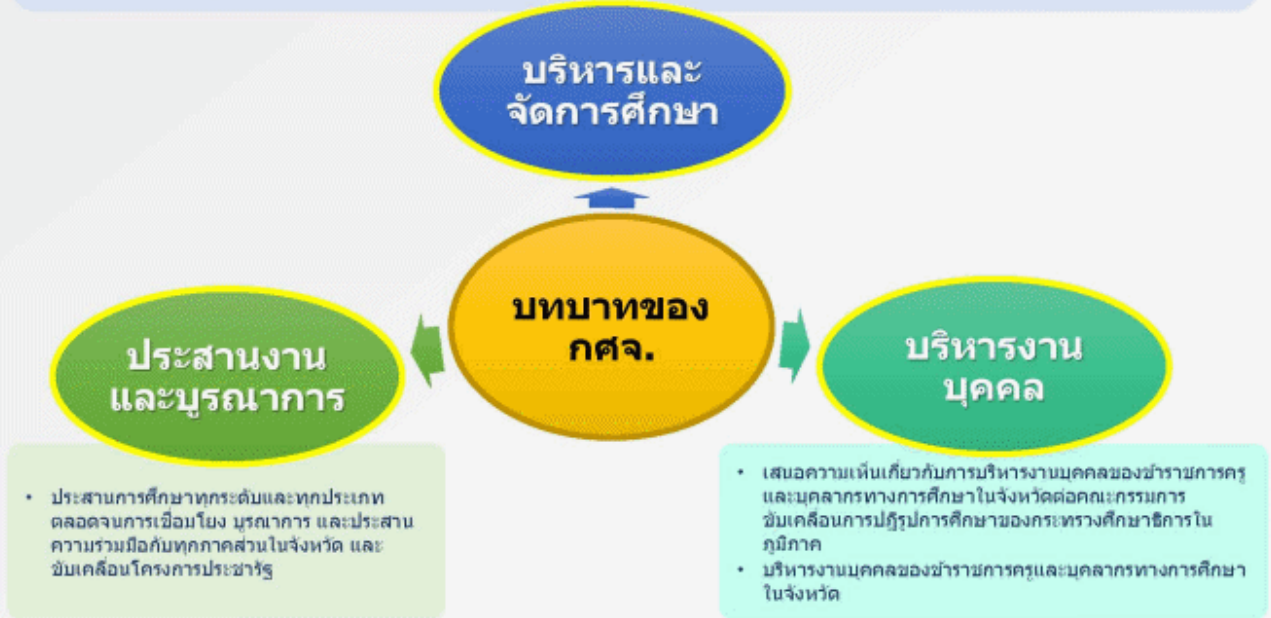 บริหารและ
จัดการศึกษา
บทบาทของ
กศจ.
ประสานงาน
และบูรณาการ
บริหารงาน
บุคคล
• ประสานการศึกษาทุกระดับและทุกประเภท
ตลอดจนการเชื่อมโยง บูรณาการ และประสาน
ความร่วมมือกับทุกภาคส่วนในจังหวัด และ
ขับเคลื่อนโครงการประชารัฐ
• เสนอความเห็นเกี่ยวกับการบริหารงานบุคคลของข้าราชการครู
และบุคลากรทางการศึกษาในจังหวัดต่อคณะกรรมการ
ขับเคลื่อนการปฏิรูปการศึกษาของกระทรวงศึกษาธิการใน
ภูมิภาค
• บริหารงานบุคคลของข้าราชการครูและบุคลากรทางการศึกษา
ในจังหวัด